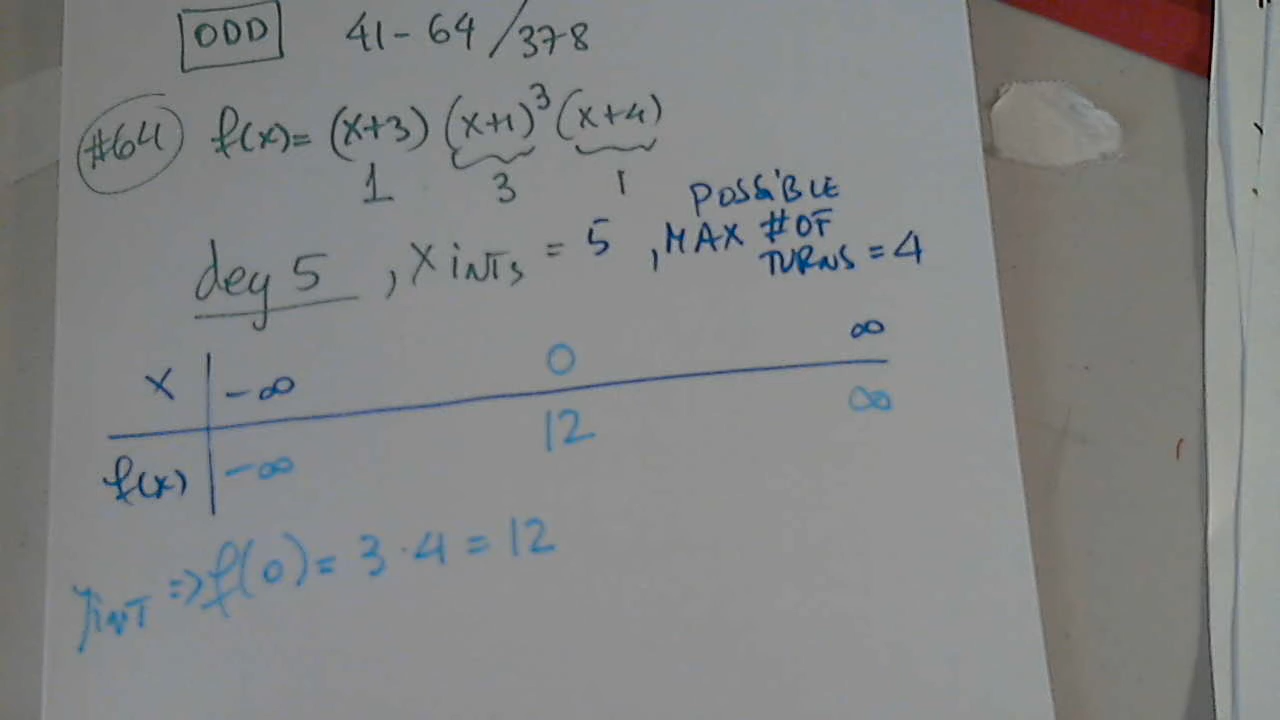 ODD 41-64/378
#64 f(x)= (x+3) (x+1)³ (x+4)
1 3 1
deg 5, X iNTs = 5, POSSiBLE
MAX # OF
TURNS = 4
x -∞ 0 ∞
f(x) -∞ 12 ∞
yiNT => f(0) = 3·4 = 12